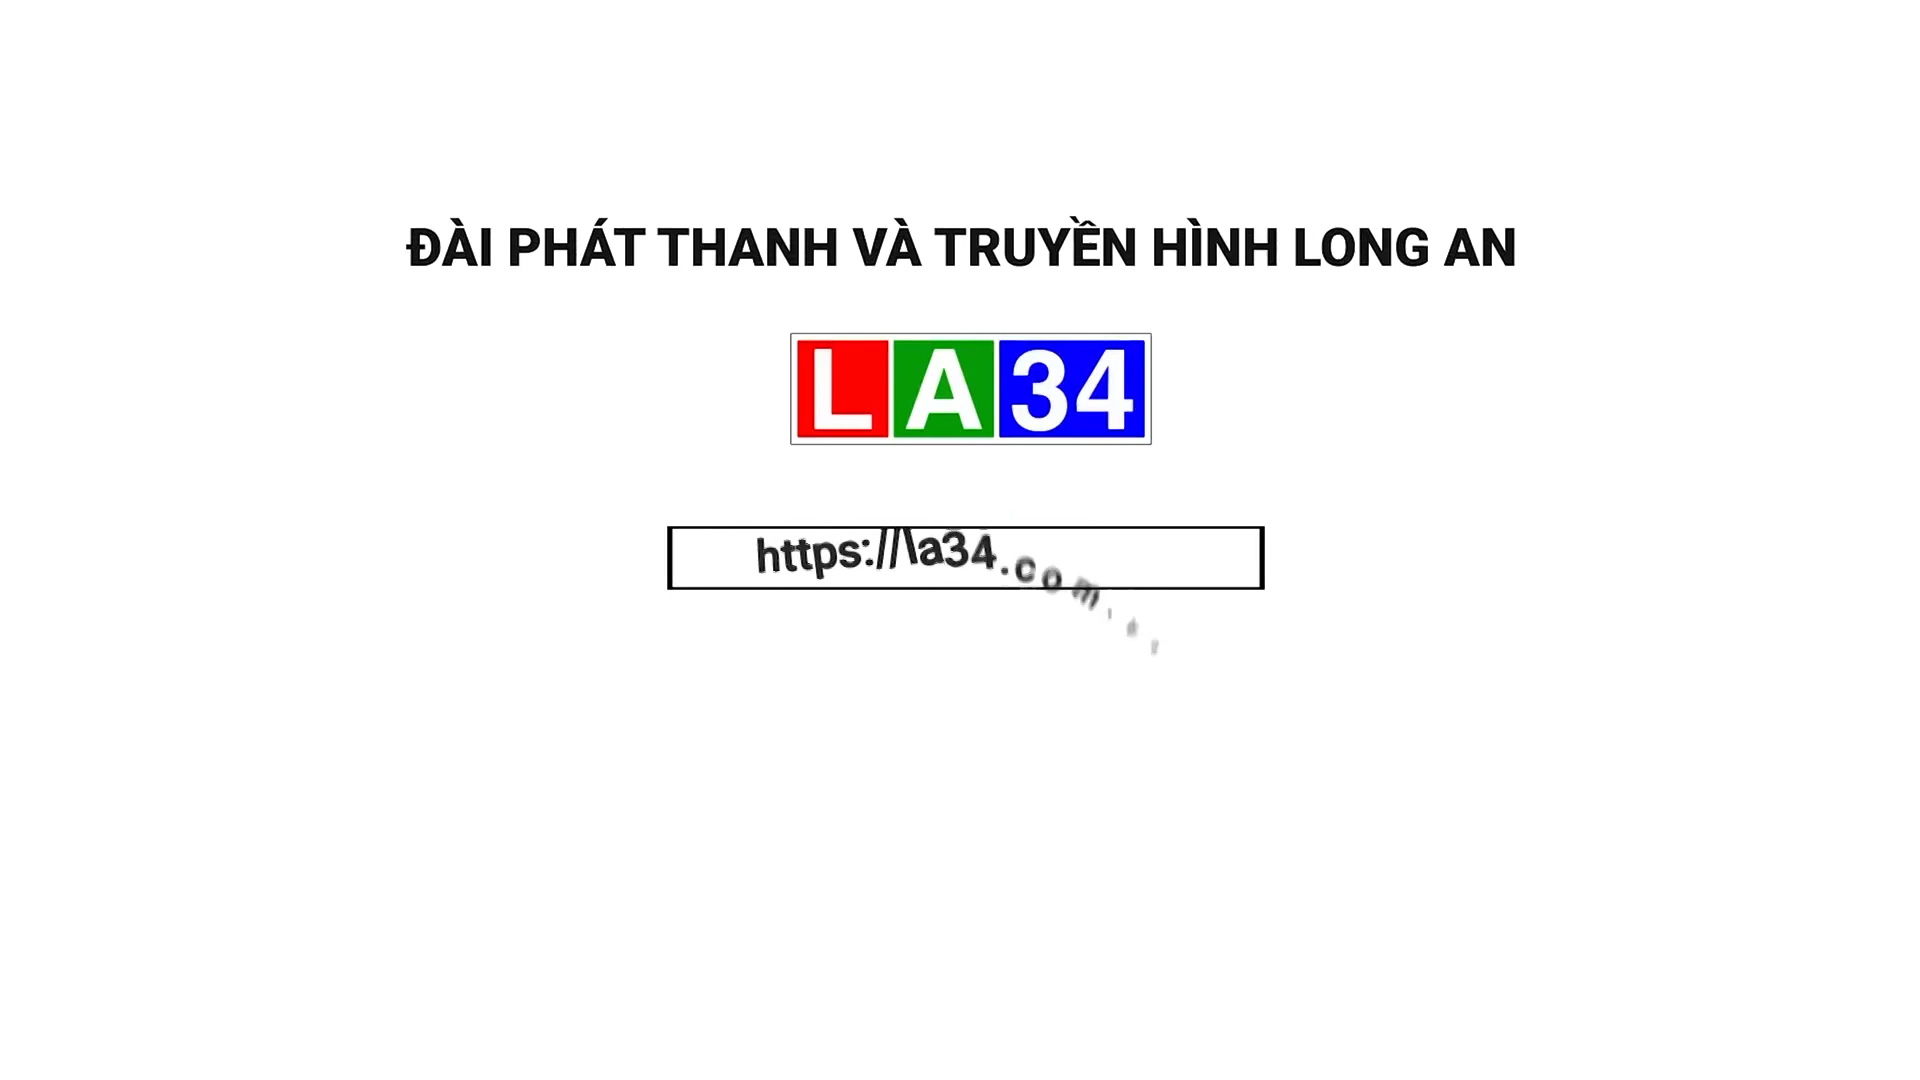 ĐÀI PHÁT THANH VÀ TRUYỀN HÌNH LONG AN
LA34
https://la34.com